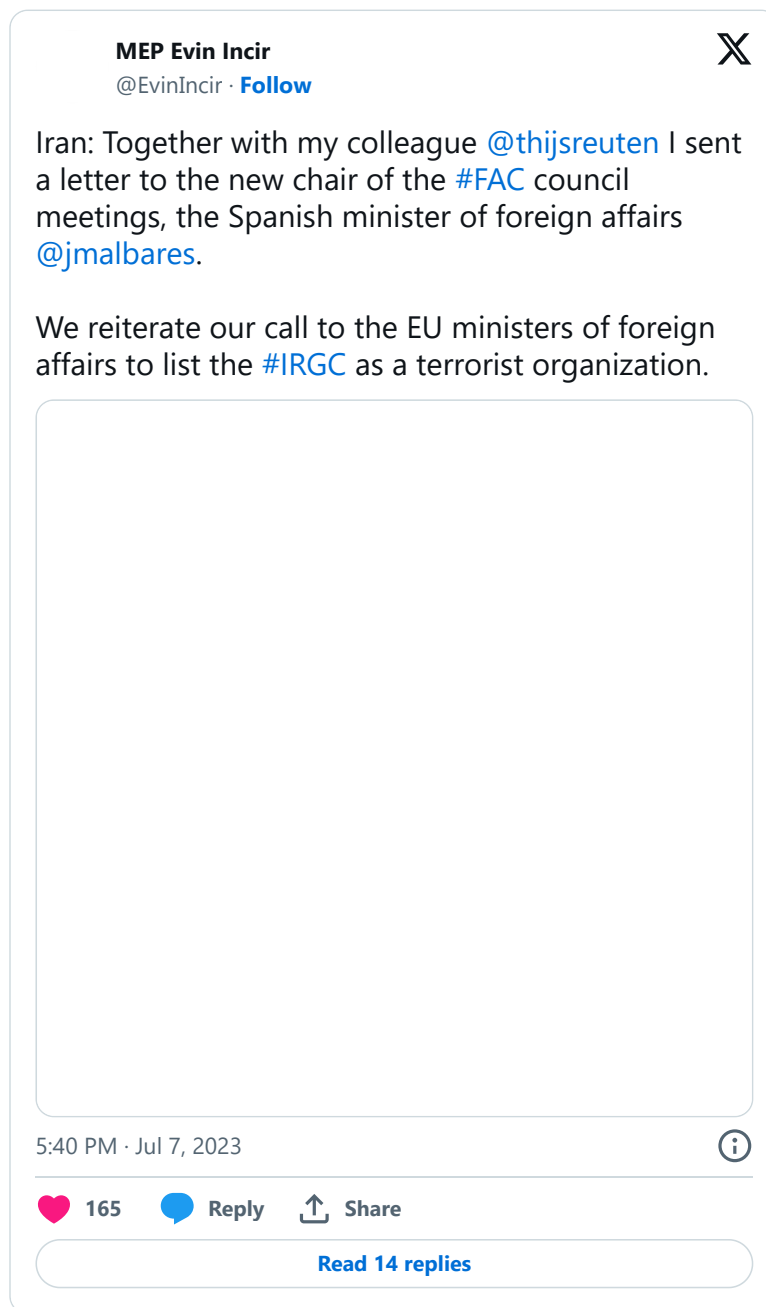 MEP Evin Incir
@EvinIncir · Follow
Iran: Together with my colleague @thijsreuten I sent
a letter to the new chair of the #FAC council
meetings, the Spanish minister of foreign affairs
@jmalbares.
We reiterate our call to the EU ministers of foreign
affairs to list the #IRGC as a terrorist organization.
5:40 PM · Jul 7, 2023
165 Reply Share
Read 14 replies